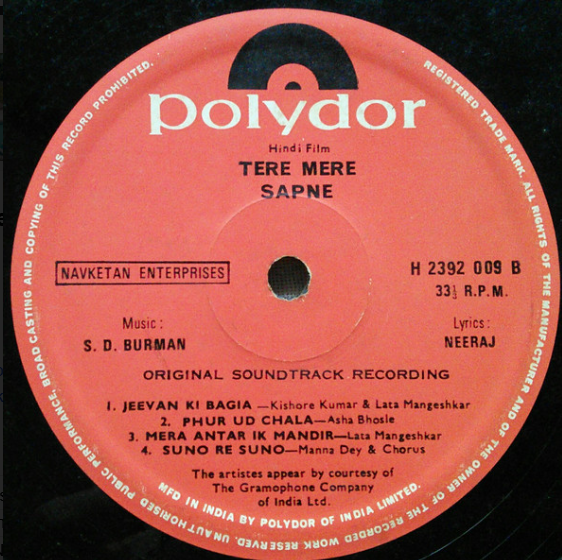 polydor
Hindi Film
TERE MERE
SAPNE
NAVKETAN ENTERPRISES
H 2392 009 B
33⅓ R.P.M.
Music :
S. D. BURMAN
Lyrics :
NEERAJ
ORIGINAL SOUNDTRACK RECORDING
1. JEEVAN KI BAGIA —Kishore Kumar & Lata Mangeshkar
2. PHUR UD CHALA—Asha Bhosle
3. MERA ANTAR IK MANDIR—Lata Mangeshkar
4. SUNO RE SUNO—Manna Dey & Chorus
The artistes appear by courtesy of
The Gramophone Company
of India Ltd.
MFD IN INDIA BY POLYDOR OF INDIA LIMITED.
REGISTERED TRADE MARK. ALL RIGHTS OF THE MANUFACTURER AND OF THE OWNER OF THE RECORDED WORK RESERVED. UNAUTHORISED PUBLIC PERFORMANCE, BROAD CASTING AND COPYING OF THIS RECORD PROHIBITED.